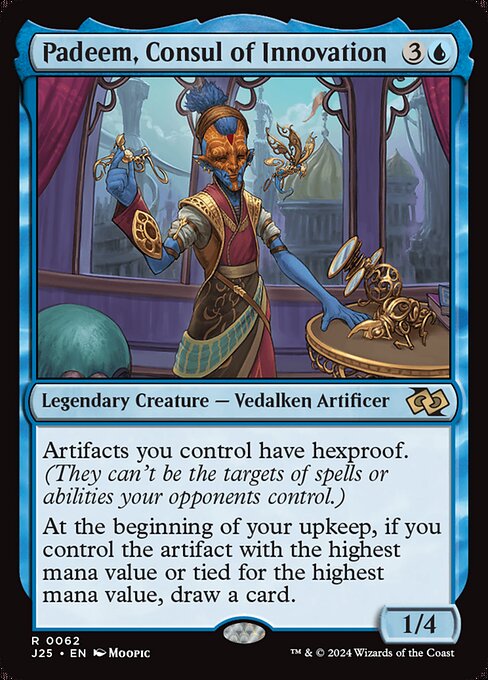 Padeem, Consul of Innovation 3
Legendary Creature — Vedalken Artificer
Artifacts you control have hexproof.
(They can't be the targets of spells or
abilities your opponents control.)
At the beginning of your upkeep, if you
control the artifact with the highest
mana value or tied for the highest
mana value, draw a card.
1/4
R 0062
J25 • EN Moopic
™ & © 2024 Wizards of the Coast